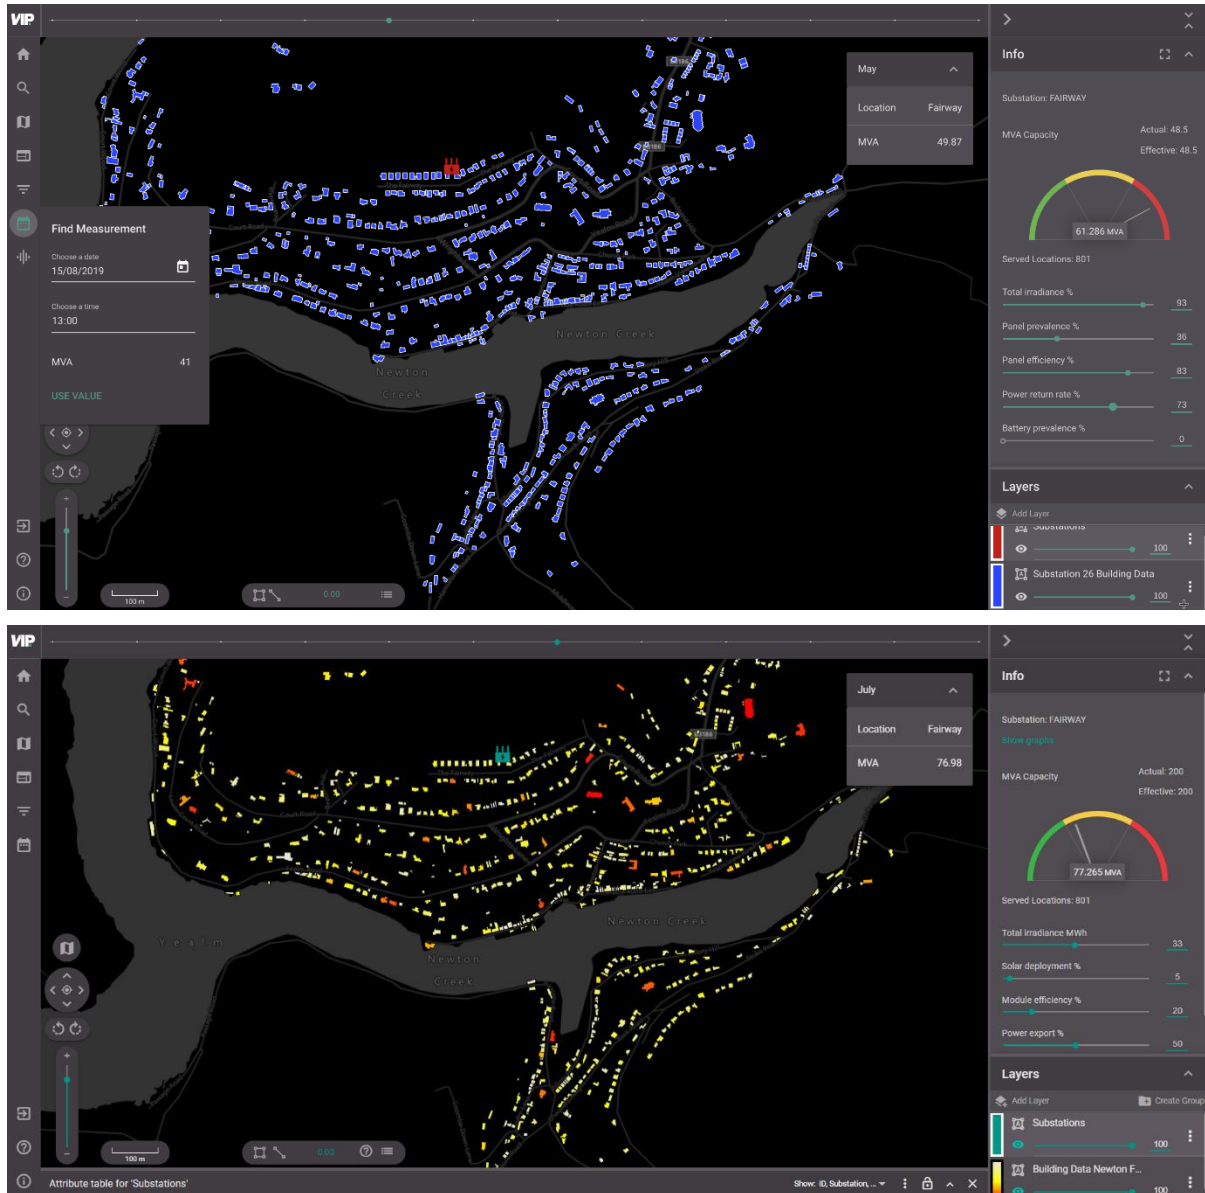 VIP
B3186
May
Location Fairway
MVA 49.87
Info
Substation: FAIRWAY
MVA Capacity
Actual: 48.5
Effective: 48.5
61.286 MVA
Served Locations: 801
Total irradiance %
93
Panel prevalence %
36
Panel efficiency %
83
Power return rate %
73
Battery prevalence %
0
Layers
Add Layer
Substations
100
Substation 26 Building Data
100
Find Measurement
Choose a date
15/08/2019
Choose a time
13:00
MVA 41
USE VALUE
Court Road
Newton Creek
Newton
Creek
100 m
0.00
VIP
July
Location Fairway
MVA 76.98
Info
Substation: FAIRWAY
Show graphs
MVA Capacity
Actual: 200
Effective: 200
77.265 MVA
Served Locations: 801
Total irradiance MWh
33
Solar deployment %
5
Module efficiency %
20
Power export %
50
Layers
Add Layer
Create Group
Substations
100
Building Data Newton F...
100
Court Road
Newton Creek
Yealm
Newton
Creek
100 m
0.00
Attribute table for 'Substations'
Show: ID, Substation, ...